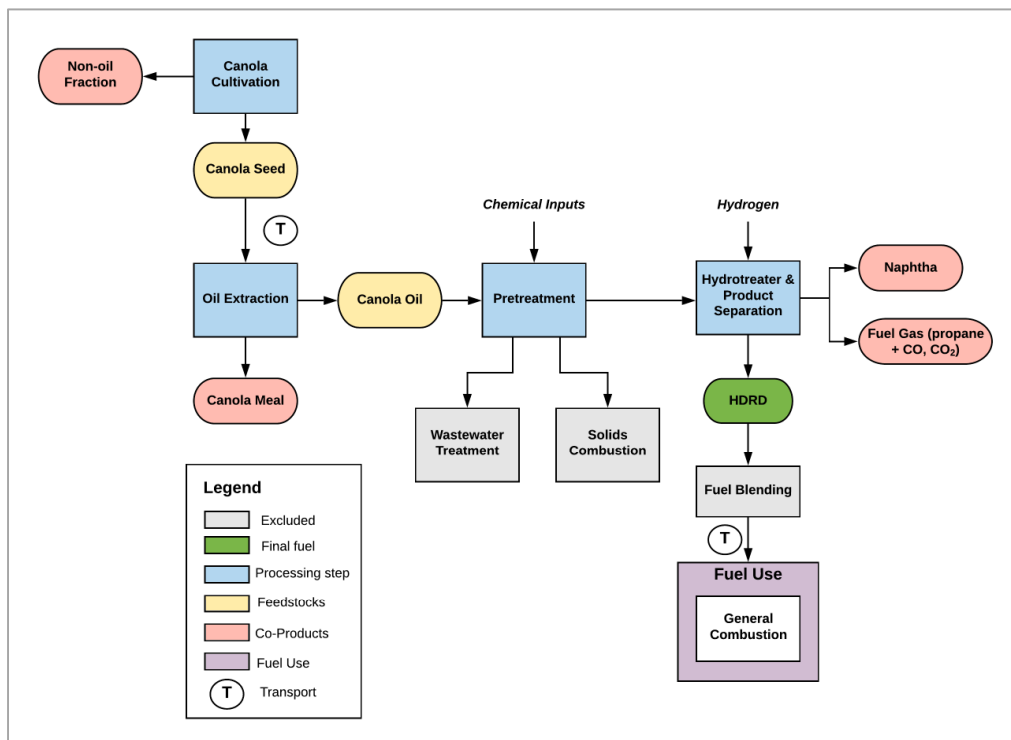 Non-oil
Fraction
Canola
Cultivation
Canola Seed
T
Chemical Inputs
Hydrogen
Oil Extraction
Canola Oil
Pretreatment
Hydrotreater &
Product
Separation
Naphtha
Fuel Gas (propane
+ CO, CO₂)
Canola Meal
Wastewater
Treatment
Solids
Combustion
HDRD
Fuel Blending
T
Fuel Use
General
Combustion
Legend
Excluded
Final fuel
Processing step
Feedstocks
Co-Products
Fuel Use
T Transport